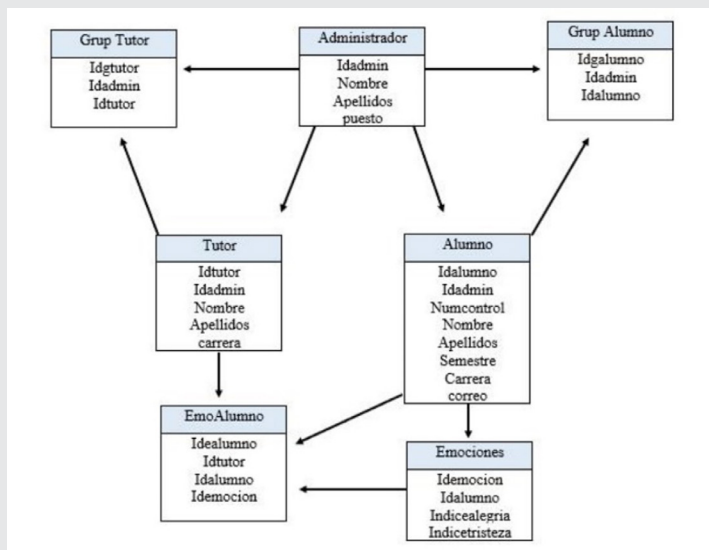 Grup Tutor
Idgtutor
Idadmin
Idtutor
Administrador
Idadmin
Nombre
Apellidos
puesto
Grup Alumno
Idgalumno
Idadmin
Idalumno
Tutor
Idtutor
Idadmin
Nombre
Apellidos
carrera
Alumno
Idalumno
Idadmin
Numcontrol
Nombre
Apellidos
Semestre
Carrera
correo
EmoAlumno
Idealumno
Idtutor
Idalumno
Idemocion
Emociones
Idemocion
Idalumno
Indicealegria
Indicetristeza